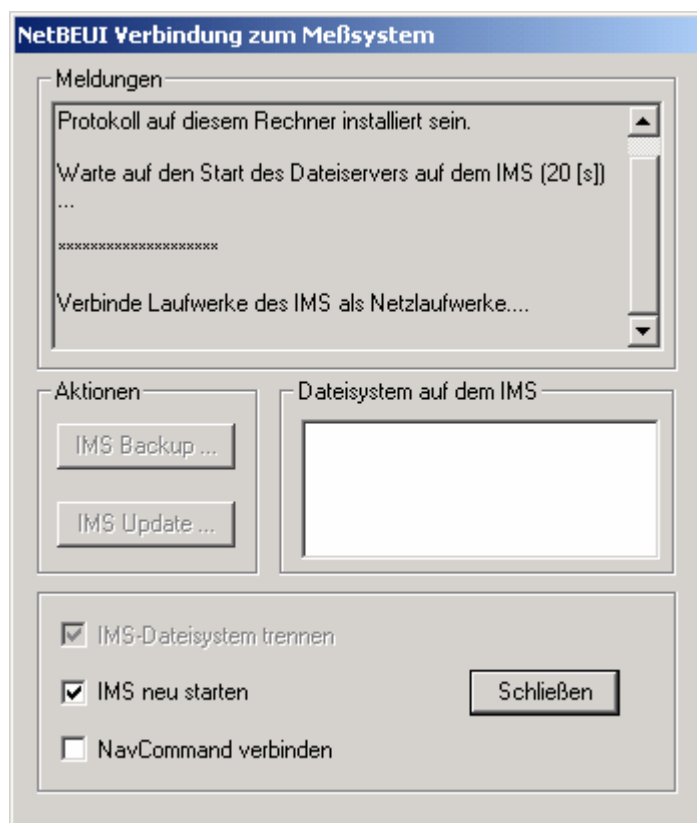 NetBEUI Verbindung zum Meßsystem
Meldungen
Protokoll auf diesem Rechner installiert sein.
Warte auf den Start des Dateiservers auf dem IMS (20 [s])
...
xxxxxxxxxxxxxxxxxxxx
Verbinde Laufwerke des IMS als Netzlaufwerke....
Aktionen
IMS Backup ...
IMS Update ...
Dateisystem auf dem IMS
IMS-Dateisystem trennen
IMS neu starten
Schließen
NavCommand verbinden